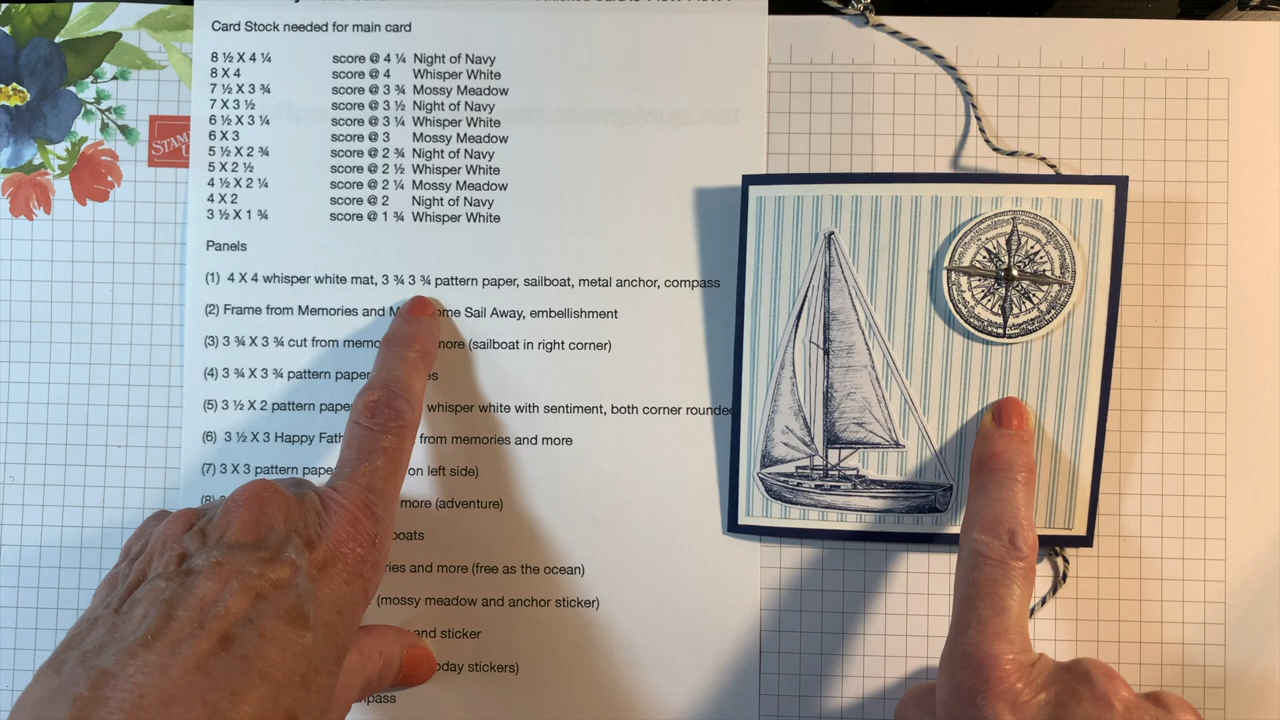 Card Stock needed for main card
8 ½ X 4 ¼ score @ 4 ¼ Night of Navy
8 X 4 score @ 4 Whisper White
7 ½ X 3 ¾ score @ 3 ¾ Mossy Meadow
7 X 3 ½ score @ 3 ½ Night of Navy
6 ½ X 3 ¼ score @ 3 ¼ Whisper White
6 X 3 score @ 3 Mossy Meadow
5 ½ X 2 ¾ score @ 2 ¾ Night of Navy
5 X 2 ½ score @ 2 ½ Whisper White
4 ½ X 2 ¼ score @ 2 ¼ Mossy Meadow
4 X 2 score @ 2 Night of Navy
3 ½ X 1 ¾ score @ 1 ¾ Whisper White
Panels
(1) 4 X 4 whisper white mat, 3 ¾ 3 ¾ pattern paper, sailboat, metal anchor, compass
(2) Frame from Memories and Sail Away, embellishment
(3) 3 ¾ X 3 ¾ cut from (sailboat in right corner)
(4) 3 ¾ X 3 ¾ pattern paper
(5) 3 ½ X 2 pattern whisper white with sentiment, both corner rounded
(6) 3 ½ X 3 Happy from memories and more
(7) 3 X 3 pattern on left side)
more (adventure)
and more (free as the ocean)
(mossy meadow and anchor sticker)
and sticker
stickers)
STAM